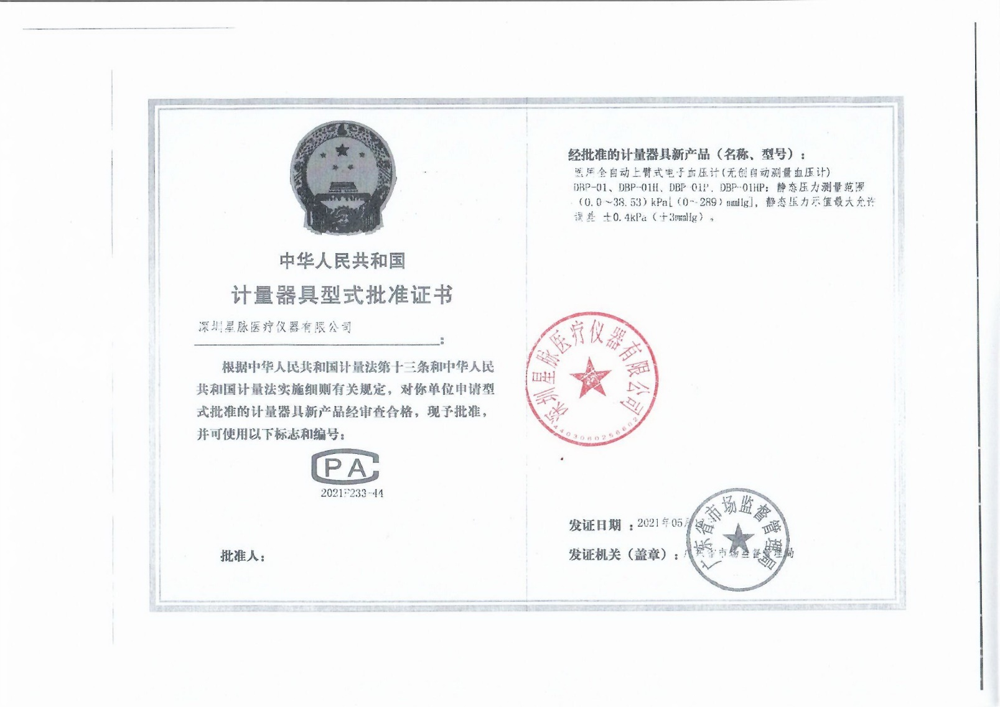 中华人民共和国
计量器具型式批准证书
深圳星脉医疗仪器有限公司
:
根据中华人民共和国计量法第十三条和中华人民
共和国计量法实施细则有关规定，对你单位申请型
式批准的计量器具新产品经审查合格，现予批准，
并可使用以下标志和编号：
CPA
2021F233-44
批准人：
经批准的计量器具新产品（名称、型号）：
医用全自动上臂式电子血压计(无创自动测量血压计)
DBP-01、DBP-01H、DBP-01P、DBP-01HP: 静态压力测量范围
（0.0～38.53）kPa[（0～289）mmHg]，静态压力示值最大允许
误差 ±0.4kPa（±3mmHg）。
深圳星脉医疗仪器有限公司
发证日期：2021年05月
发证机关（盖章）：广东省市场监督管理局
广东省市场监督管理局